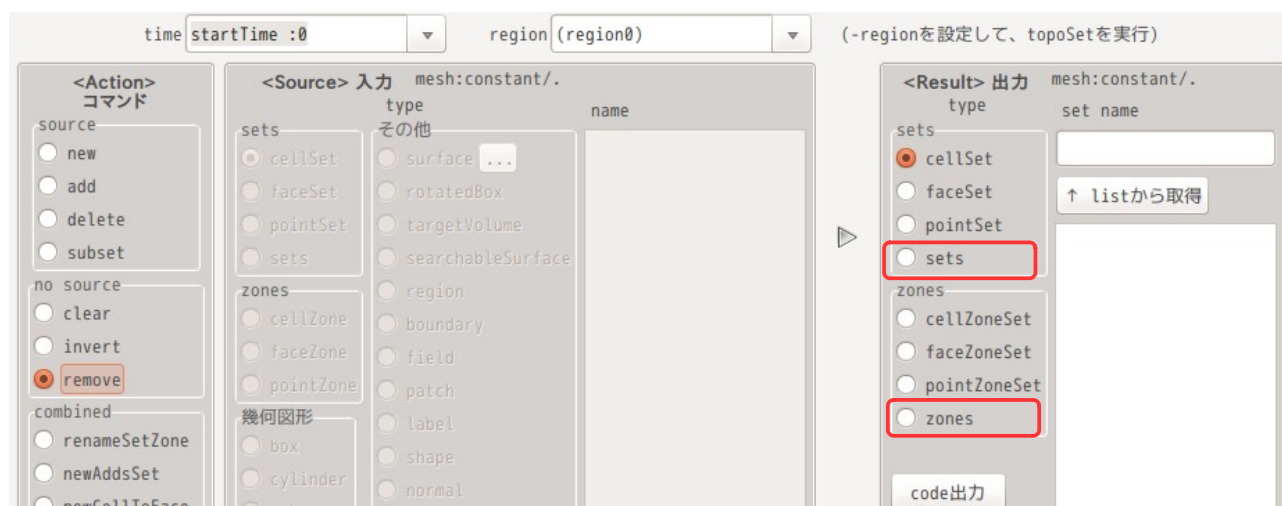 time startTime :0 region (region0) (-regionを設定して、topoSetを実行)
<Action>
コマンド
source
new
add
delete
subset
no source
clear
invert
remove
combined
renameSetZone
newAddsSet
newCellToFace
<Source> 入力 mesh:constant/.
type
name
sets
cellSet
faceSet
pointSet
sets
zones
cellZone
faceZone
pointZone
幾何図形
box
cylinder
その他
surface ...
rotatedBox
targetVolume
searchableSurface
region
boundary
field
patch
label
shape
normal
<Result> 出力 mesh:constant/.
type
set name
sets
cellSet
faceSet
pointSet
sets
↑ listから取得
zones
cellZoneSet
faceZoneSet
pointZoneSet
zones
code出力